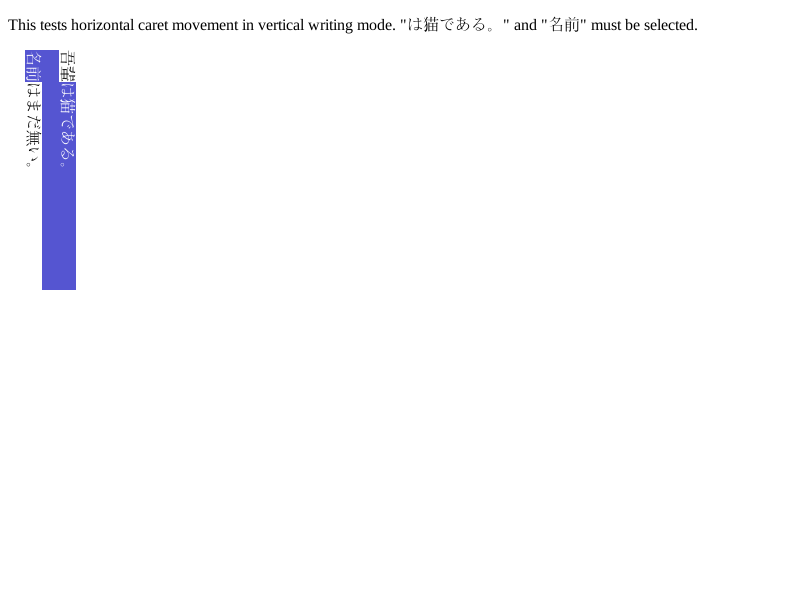 This tests horizontal caret movement in vertical writing mode. "は猫である。" and "名前" must be selected.
吾輩は猫である。
名前はまだ無い。